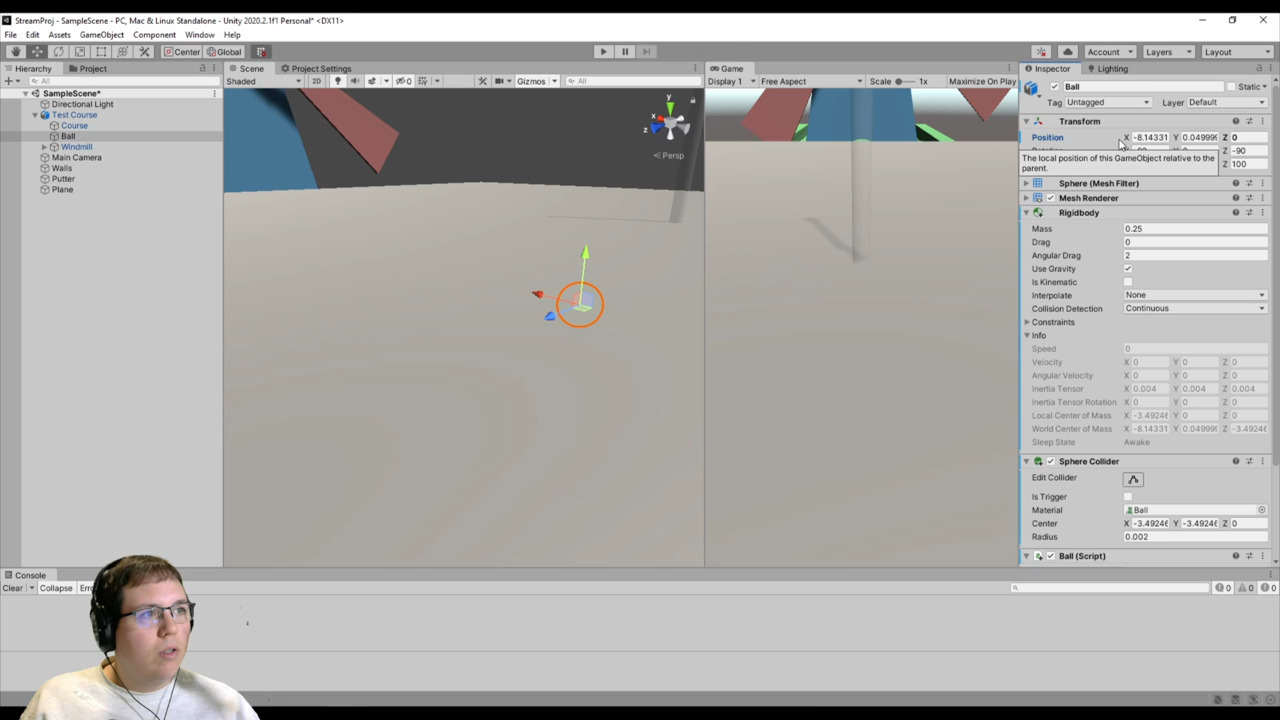 StreamProj - SampleScene - PC, Mac & Linux Standalone - Unity 2020.2.1f1 Personal* <DX11>
File Edit Assets GameObject Component Window Help
Center Global Account Layers Layout
Hierarchy Project
All
SampleScene*
Directional Light
Test Course
Course
Ball
Windmill
Main Camera
Walls
Putter
Plane
Scene Project Settings
Shaded 2D 0 Gizmos All
y
x
z
Persp
Game
Display 1 Free Aspect Scale 1x Maximize On Play
Inspector Lighting
Ball Static
Tag Untagged Layer Default
Transform
Position X -8.14331 Y 0.04999 Z 0
-90
100
The local position of this GameObject relative to the
parent.
Sphere (Mesh Filter)
Mesh Renderer
Rigidbody
Mass 0.25
Drag 0
Angular Drag 2
Use Gravity
Is Kinematic
Interpolate None
Collision Detection Continuous
Constraints
Info
Speed 0
Velocity X 0 Y 0 Z 0
Angular Velocity X 0 Y 0 Z 0
Inertia Tensor X 0.004 Y 0.004 Z 0.004
Inertia Tensor Rotation X 0 Y 0 Z 0
Local Center of Mass X -3.4924 Y 0 Z 0
World Center of Mass X -8.14331 Y 0.04999 Z -3.4924
Sleep State Awake
Sphere Collider
Edit Collider
Is Trigger
Material Ball
Center X -3.4924 Y -3.4924 Z 0
Radius 0.002
Ball (Script)
Console
Clear Collapse 0 0 0